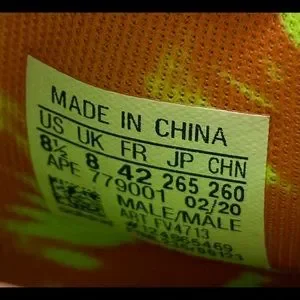 MADE IN CHINA
US UK FR JP CHN
8½ 8 42 265 260
APE 779001 02/20
MALE/MÂLE
ART FV4713